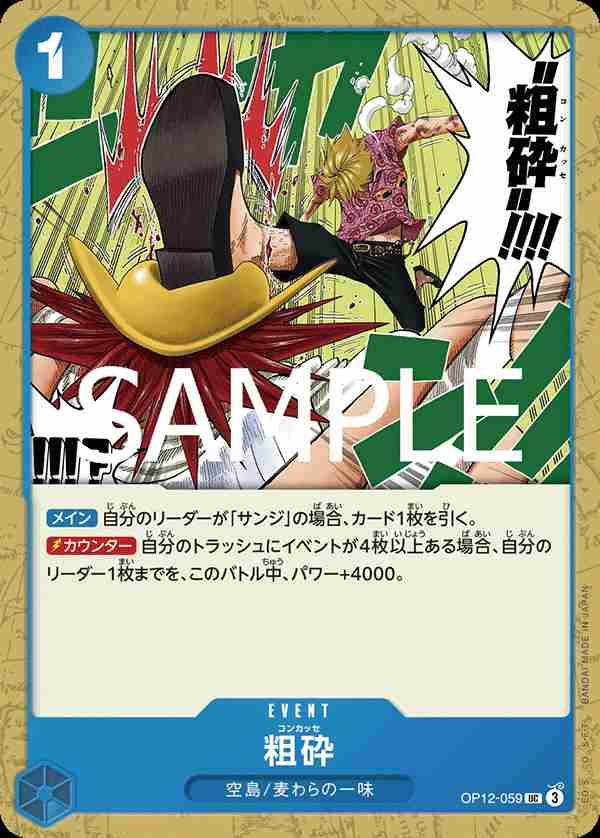 1
"粗砕"!!!!
コンカッセ
SAMPLE
!!!
メイン 自分のリーダーが「サンジ」の場合、カード1枚を引く。
カウンター 自分のトラッシュにイベントが4枚以上ある場合、自分の
リーダー1枚までを、このバトル中、パワー+4000。
EVENT
コンカッセ
粗砕
空島/麦わらの一味
OP12-059 UC 3
BANDAI MADE IN JAPAN